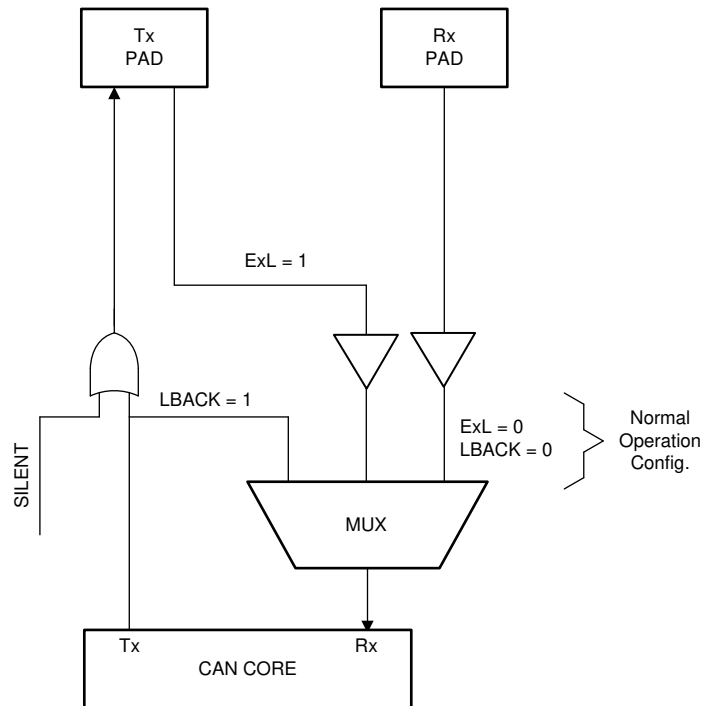 Tx
PAD
Rx
PAD
ExL = 1
LBACK = 1
ExL = 0
LBACK = 0
Normal
Operation
Config.
SILENT
MUX
Tx
Rx
CAN CORE